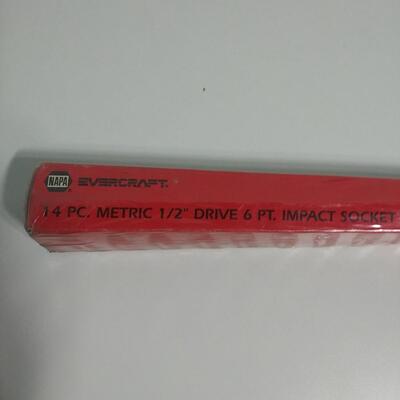 NAPA EVERCRAFT.
14 PC. METRIC 1/2" DRIVE 6 PT. IMPACT SOCKET